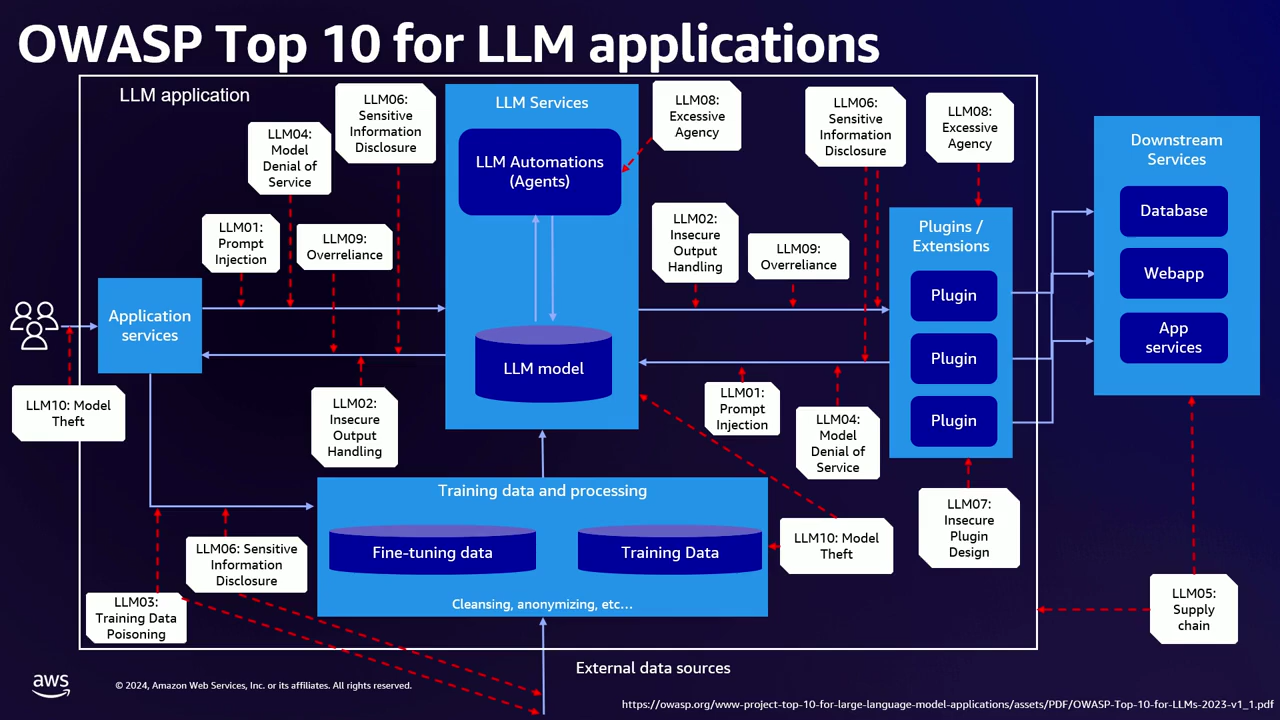 OWASP Top 10 for LLM applications
LLM application
LLM06:
Sensitive
Information
Disclosure
LLM04:
Model
Denial of
Service
LLM01:
Prompt
Injection
LLM09:
Overreliance
Application
services
LLM10: Model
Theft
LLM02:
Insecure
Output
Handling
LLM Services
LLM Automations
(Agents)
LLM model
LLM08:
Excessive
Agency
LLM02:
Insecure
Output
Handling
LLM09:
Overreliance
LLM06:
Sensitive
Information
Disclosure
LLM08:
Excessive
Agency
Plugins /
Extensions
Plugin
Plugin
Plugin
Downstream
Services
Database
Webapp
App
services
LLM01:
Prompt
Injection
LLM04:
Model
Denial of
Service
LLM07:
Insecure
Plugin
Design
LLM10: Model
Theft
Training data and processing
Fine-tuning data
Training Data
Cleansing, anonymizing, etc...
LLM06: Sensitive
Information
Disclosure
LLM03:
Training Data
Poisoning
LLM05:
Supply
chain
External data sources
aws
© 2024, Amazon Web Services, Inc. or its affiliates. All rights reserved.
https://owasp.org/www-project-top-10-for-large-language-model-applications/assets/PDF/OWASP-Top-10-for-LLMs-2023-v1_1.pdf